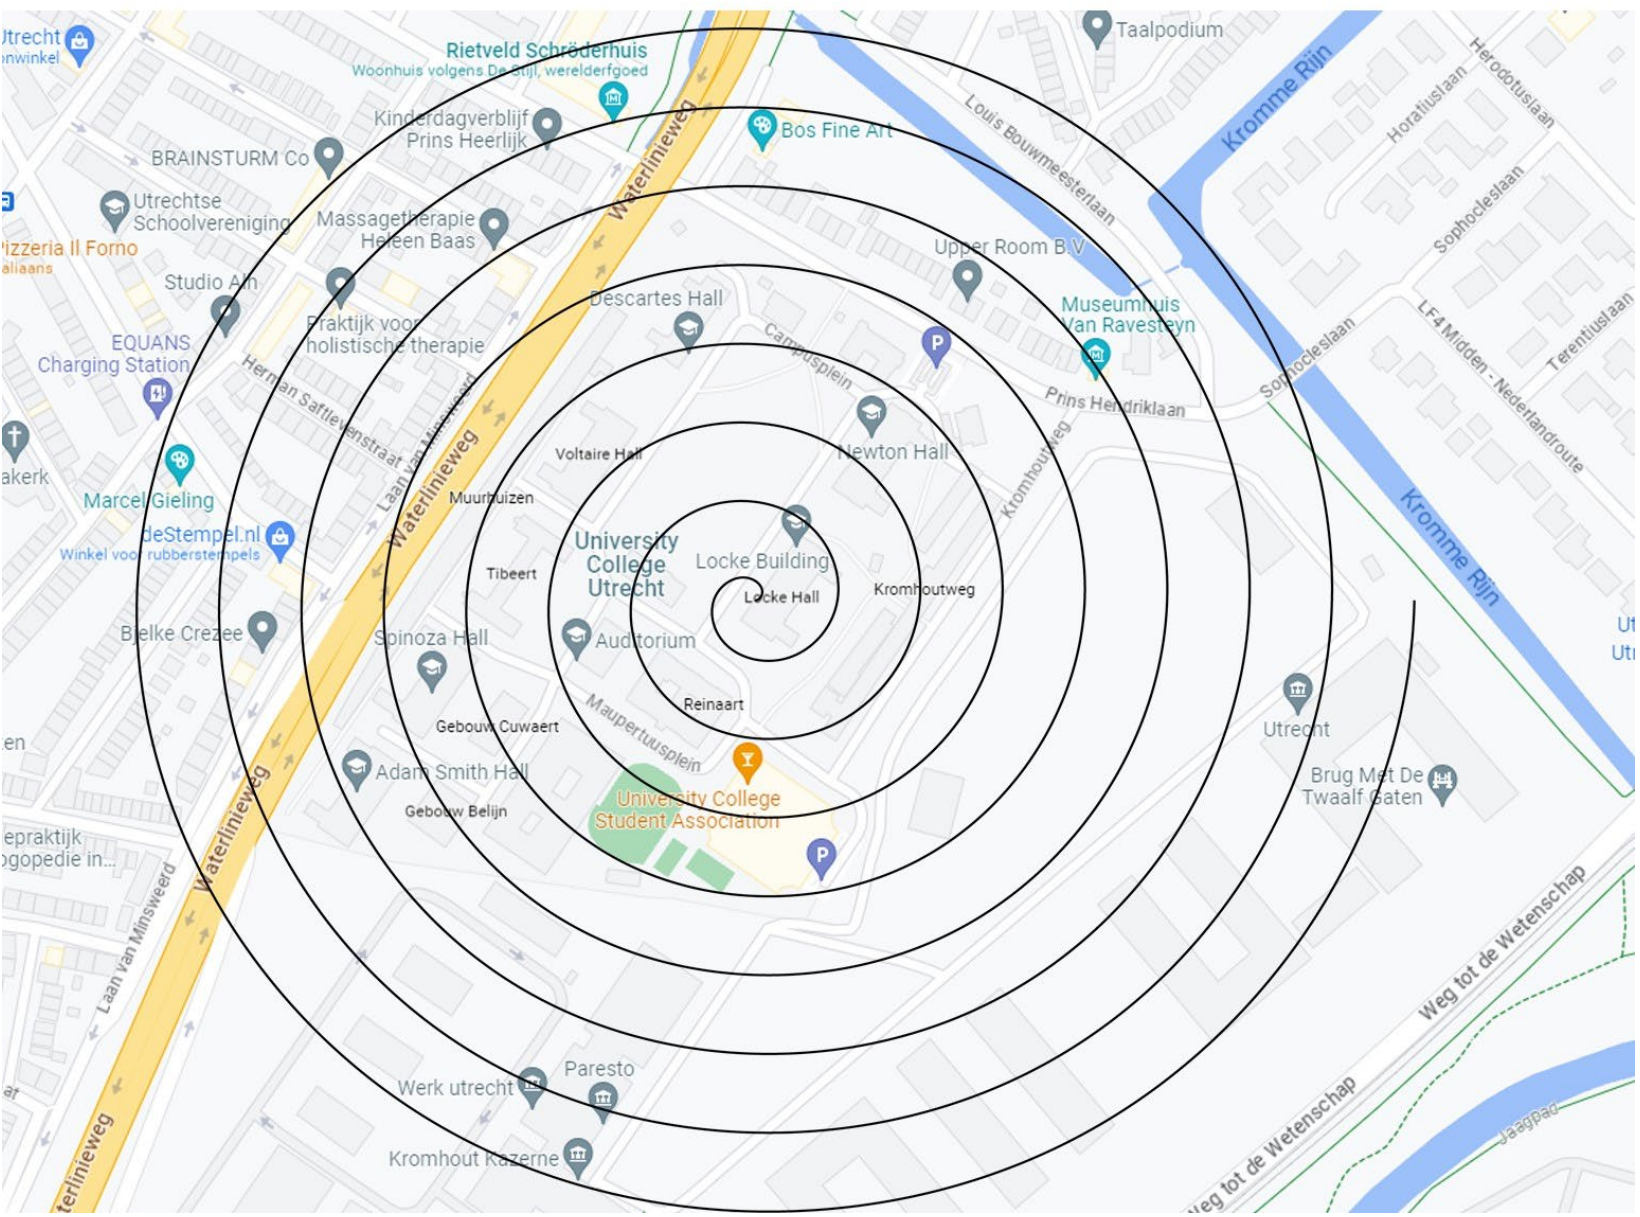 Utrecht
Taalpodium
Rietveld Schröderhuis
Woonhuis volgens De Stijl, werelderfgoed
Kromme Rijn
Herodotuslaan
Horatiuslaan
Kinderdagverblijf
Prins Heerlijk
Waterlinieweg
Bos Fine Art
Louis Bouwmeesterlaan
BRAINSTURM Co
Sophocleslaan
Utrechtse
Schoolvereniging
Massagetherapie
Heleen Baas
Pizzeria Il Forno
Upper Room B.V
Studio Aln
Descartes Hall
Museumhuis
Van Ravesteyn
Praktijk voor
holistische therapie
EQUANS
Charging Station
P
Campusplein
Sophocleslaan
LF4 Midden - Nederlandroute
Terentiuslaan
Herman Saftlevenstraat
Laan van Minsweerd
Prins Hendriklaan
Newton Hall
Voltaire Hall
Waterlinieweg
Kromhoutweg
Marcel Gieling
Muurhuizen
deStempel.nl
Winkel voor rubberstempels
University
College
Utrecht
Locke Building
Kromme Rijn
Tibeert
Locke Hall
Kromhoutweg
Bjelke Crezee
Spinoza Hall
Auditorium
Reinaart
Maupertuusplein
Gebouw Cuwaert
Utrecht
Adam Smith Hall
Brug Met De
Twaalf Gaten
Gebouw Belijn
University College
Student Association
Waterlinieweg
epraktijk
ogopedie in...
P
Laan van Minsweerd
Weg tot de Wetenschap
Werk utrecht
Paresto
Kromhout Kazerne
Weg tot de Wetenschap
Jaagpad
terlinieweg